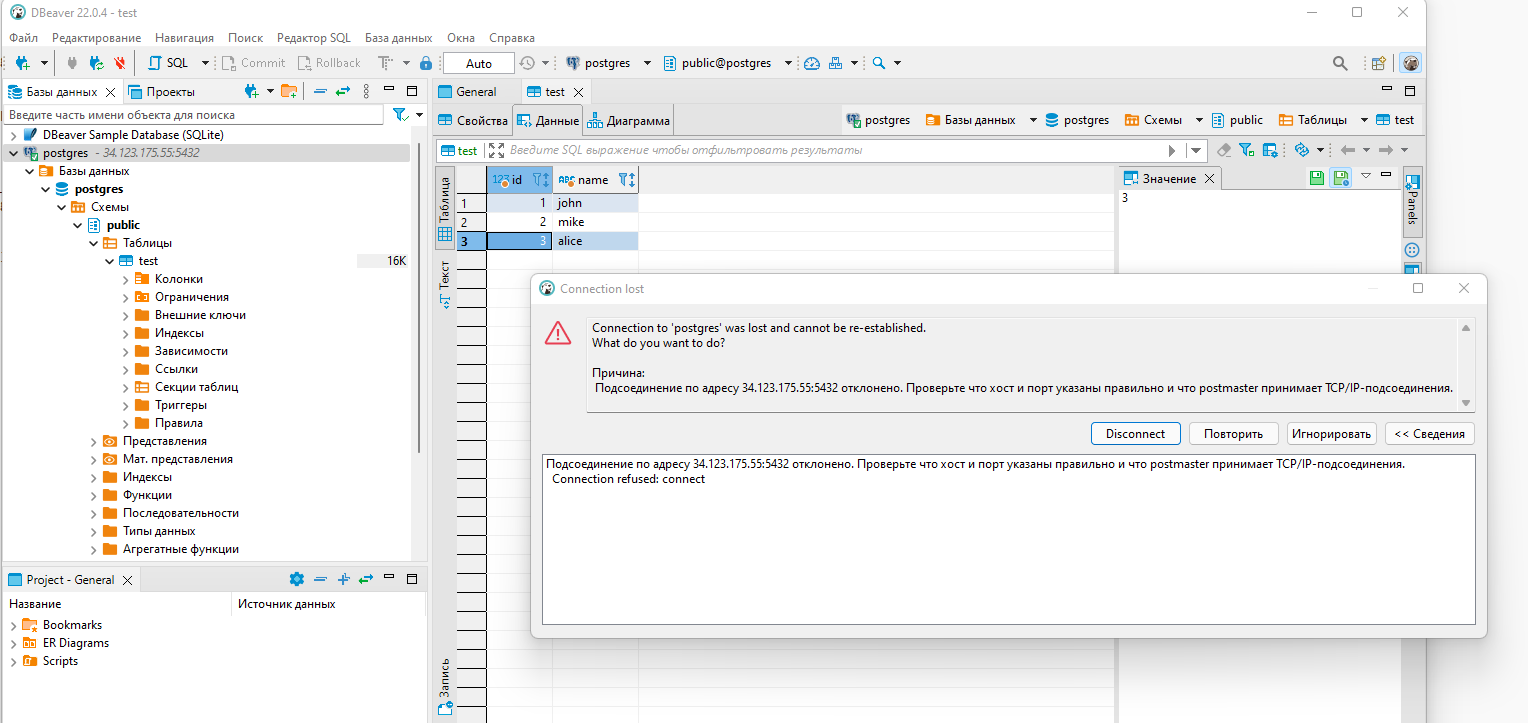 DBeaver 22.0.4 - test
Файл Редактирование Навигация Поиск Редактор SQL База данных Окна Справка
SQL Commit Rollback Auto postgres public@postgres
Базы данных Проекты
Введите часть имени объекта для поиска
DBeaver Sample Database (SQLite)
postgres - 34.123.175.55:5432
Базы данных
postgres
Схемы
public
Таблицы
test 16K
Колонки
Ограничения
Внешние ключи
Индексы
Зависимости
Ссылки
Секции таблиц
Триггеры
Правила
Представления
Мат. представления
Индексы
Функции
Последовательности
Типы данных
Агрегатные функции
Project - General
Название Источник данных
Bookmarks
ER Diagrams
Scripts
General test
Свойства Данные Диаграмма postgres Базы данных postgres Схемы public Таблицы test
test Введите SQL выражение чтобы отфильтровать результаты
Таблица
Текст
Запись
123 id ABC name
1 1 john
2 2 mike
3 3 alice
Значение
3
Panels
Connection lost
Connection to 'postgres' was lost and cannot be re-established.
What do you want to do?
Причина:
Подсоединение по адресу 34.123.175.55:5432 отклонено. Проверьте что хост и порт указаны правильно и что postmaster принимает TCP/IP-подсоединения.
Disconnect Повторить Игнорировать << Сведения
Подсоединение по адресу 34.123.175.55:5432 отклонено. Проверьте что хост и порт указаны правильно и что postmaster принимает TCP/IP-подсоединения.
Connection refused: connect